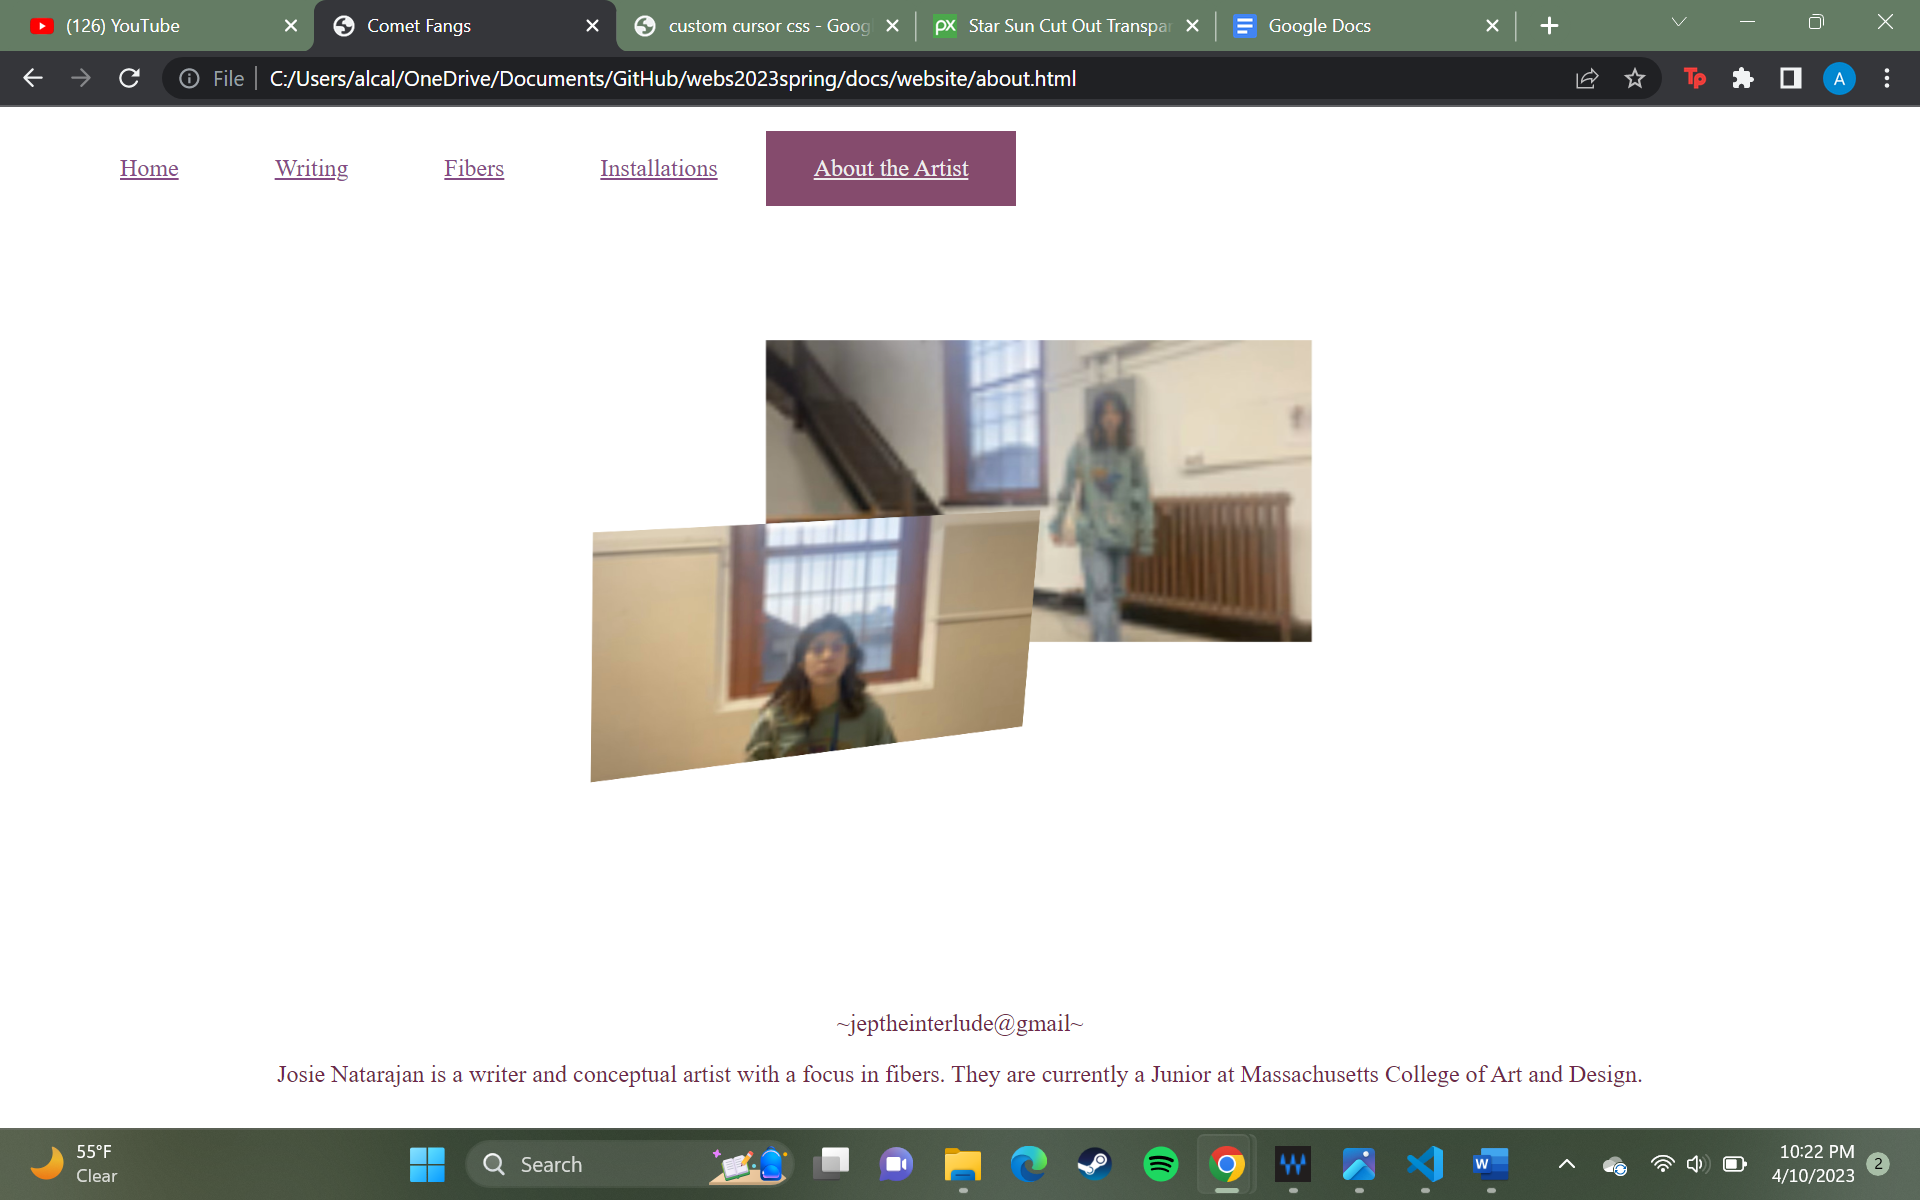 (126) YouTube
Comet Fangs
custom cursor css - Goog
Star Sun Cut Out Transpar
Google Docs
File
C:/Users/alcal/OneDrive/Documents/GitHub/webs2023spring/docs/website/about.html
Tp
A
Home
Writing
Fibers
Installations
About the Artist
~jeptheinterlude@gmail~
Josie Natarajan is a writer and conceptual artist with a focus in fibers. They are currently a Junior at Massachusetts College of Art and Design.
55°F
Clear
Search
10:22 PM
4/10/2023
2